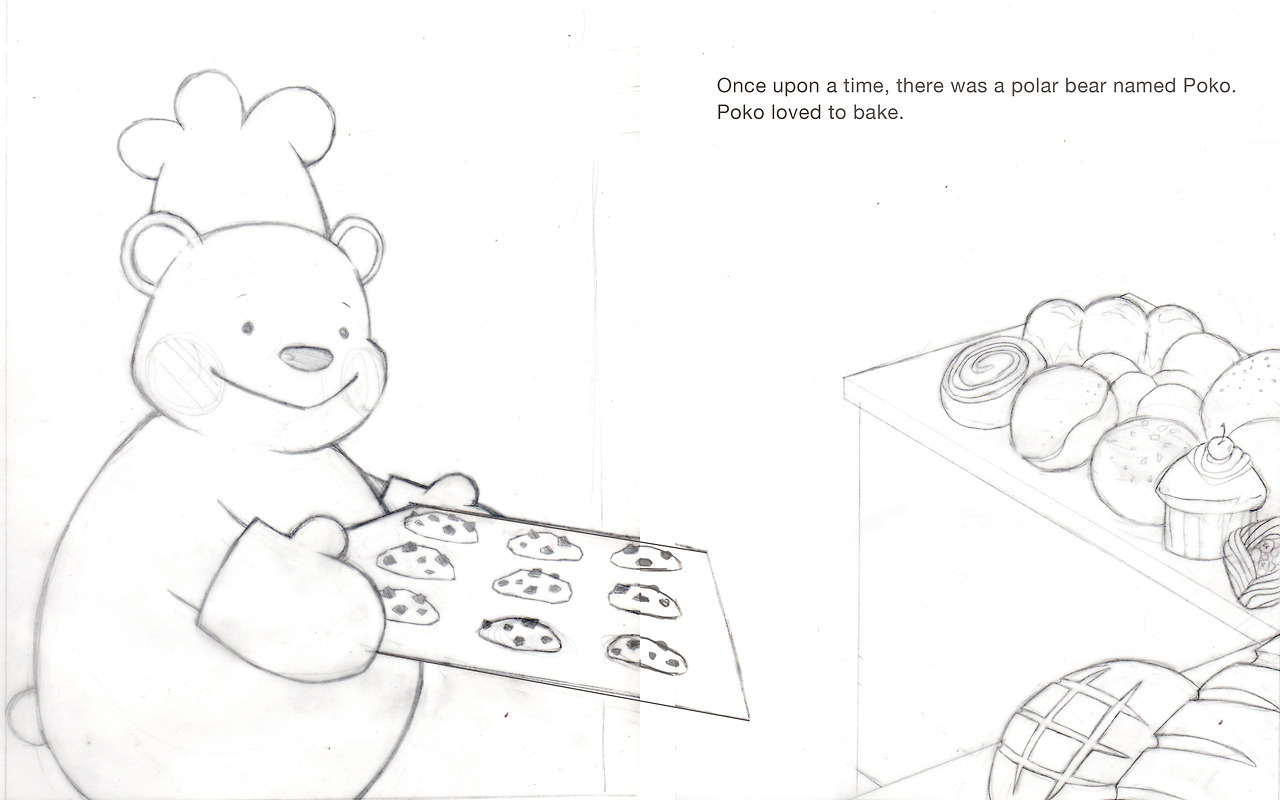 Once upon a time, there was a polar bear named Poko.
Poko loved to bake.